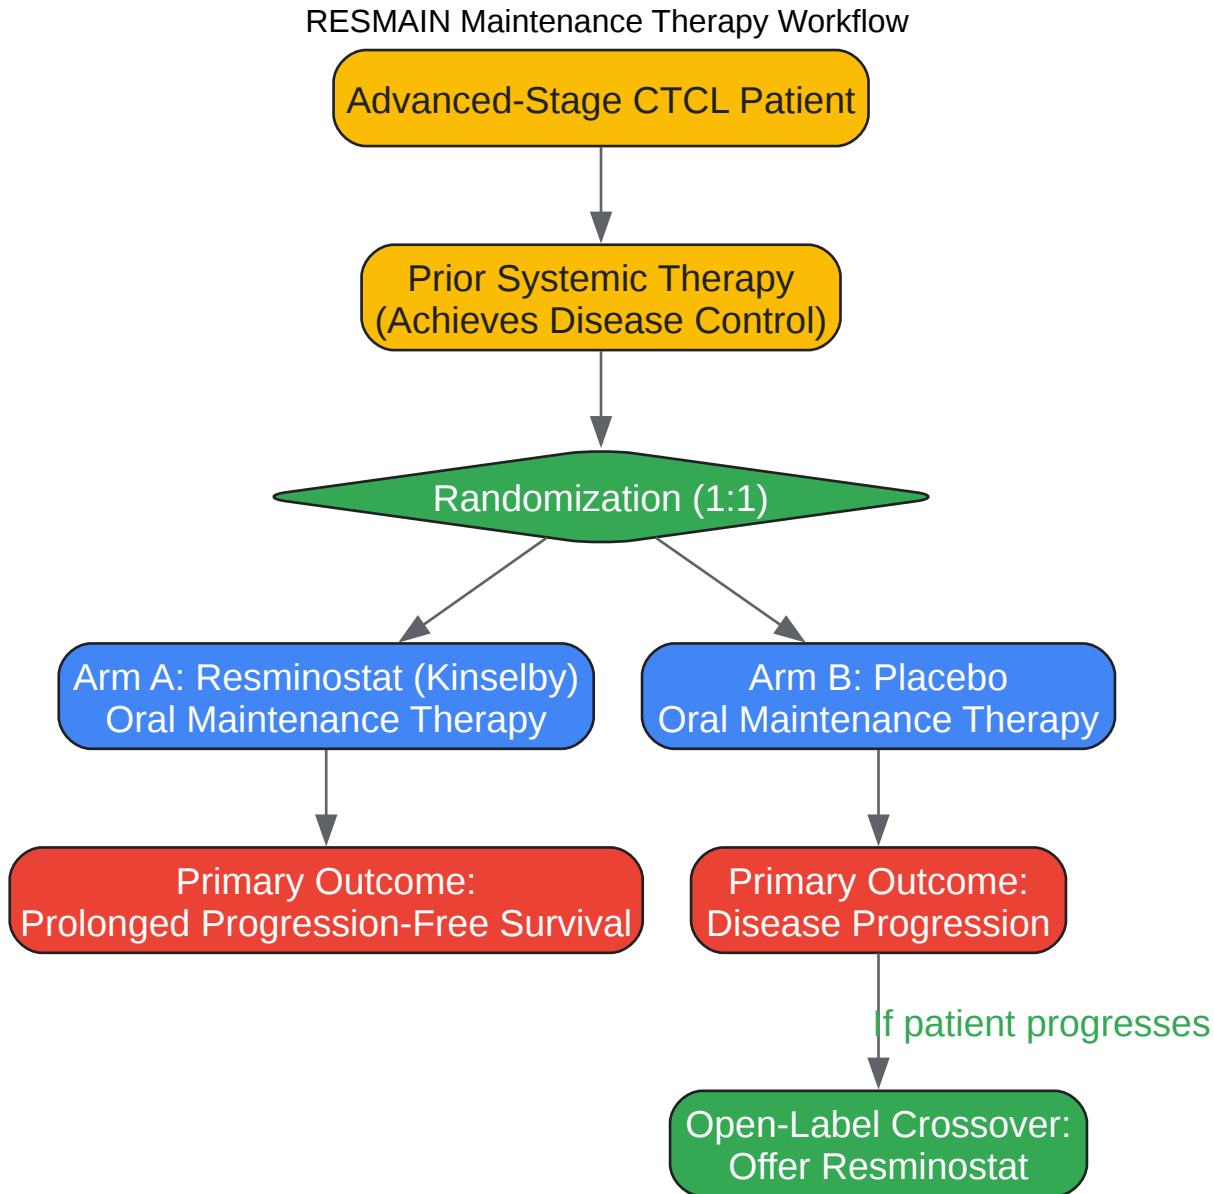 RESMAIN Maintenance Therapy Workflow
Advanced-Stage CTCL Patient
Prior Systemic Therapy
(Achieves Disease Control)
Randomization (1:1)
Arm A: Resminostat (Kinselby)
Oral Maintenance Therapy
Arm B: Placebo
Oral Maintenance Therapy
Primary Outcome:
Prolonged Progression-Free Survival
Primary Outcome:
Disease Progression
If patient progresses
Open-Label Crossover:
Offer Resminostat